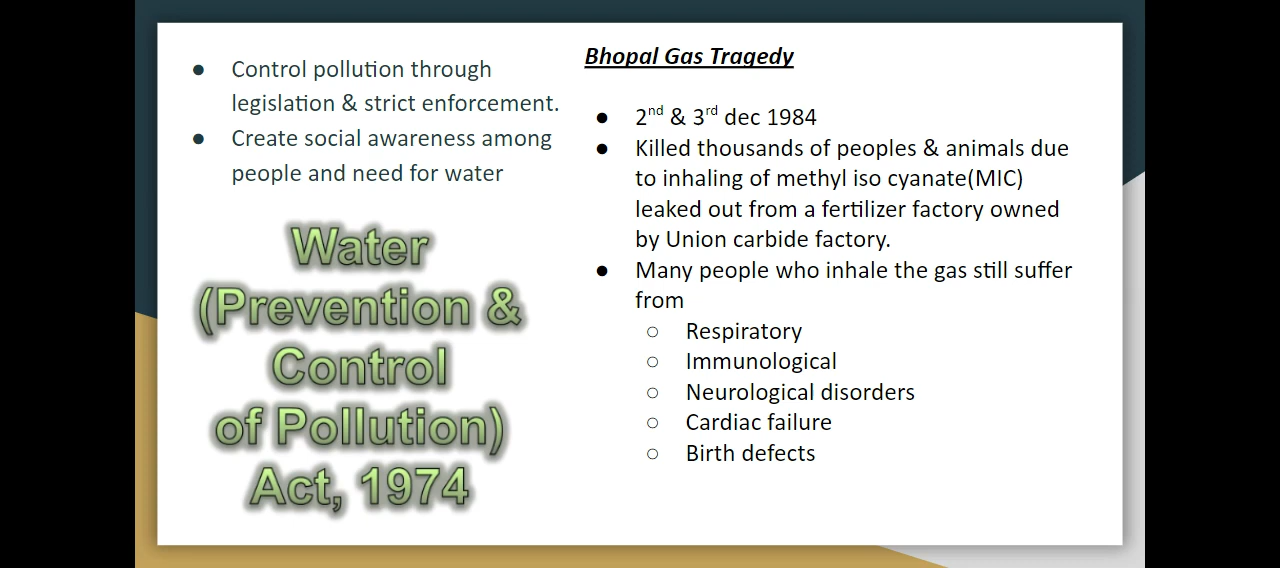 ● Control pollution through
legislation & strict enforcement.
● Create social awareness among
people and need for water
Water
(Prevention &
Control
of Pollution)
Act, 1974
Bhopal Gas Tragedy
● 2nd & 3rd dec 1984
● Killed thousands of peoples & animals due
to inhaling of methyl iso cyanate(MIC)
leaked out from a fertilizer factory owned
by Union carbide factory.
● Many people who inhale the gas still suffer
from
○ Respiratory
○ Immunological
○ Neurological disorders
○ Cardiac failure
○ Birth defects